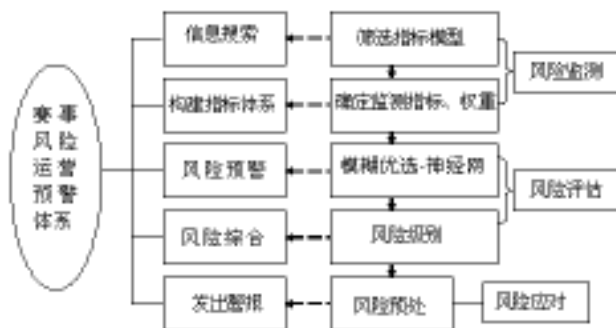 赛事
风险
运营
预警
体系
信息搜索
筛选指标模型
风险监测
构建指标体系
确定监测指标、权重
风险预警
模糊优选-神经网
风险评估
风险综合
风险级别
发出警报
风险预处
风险应对